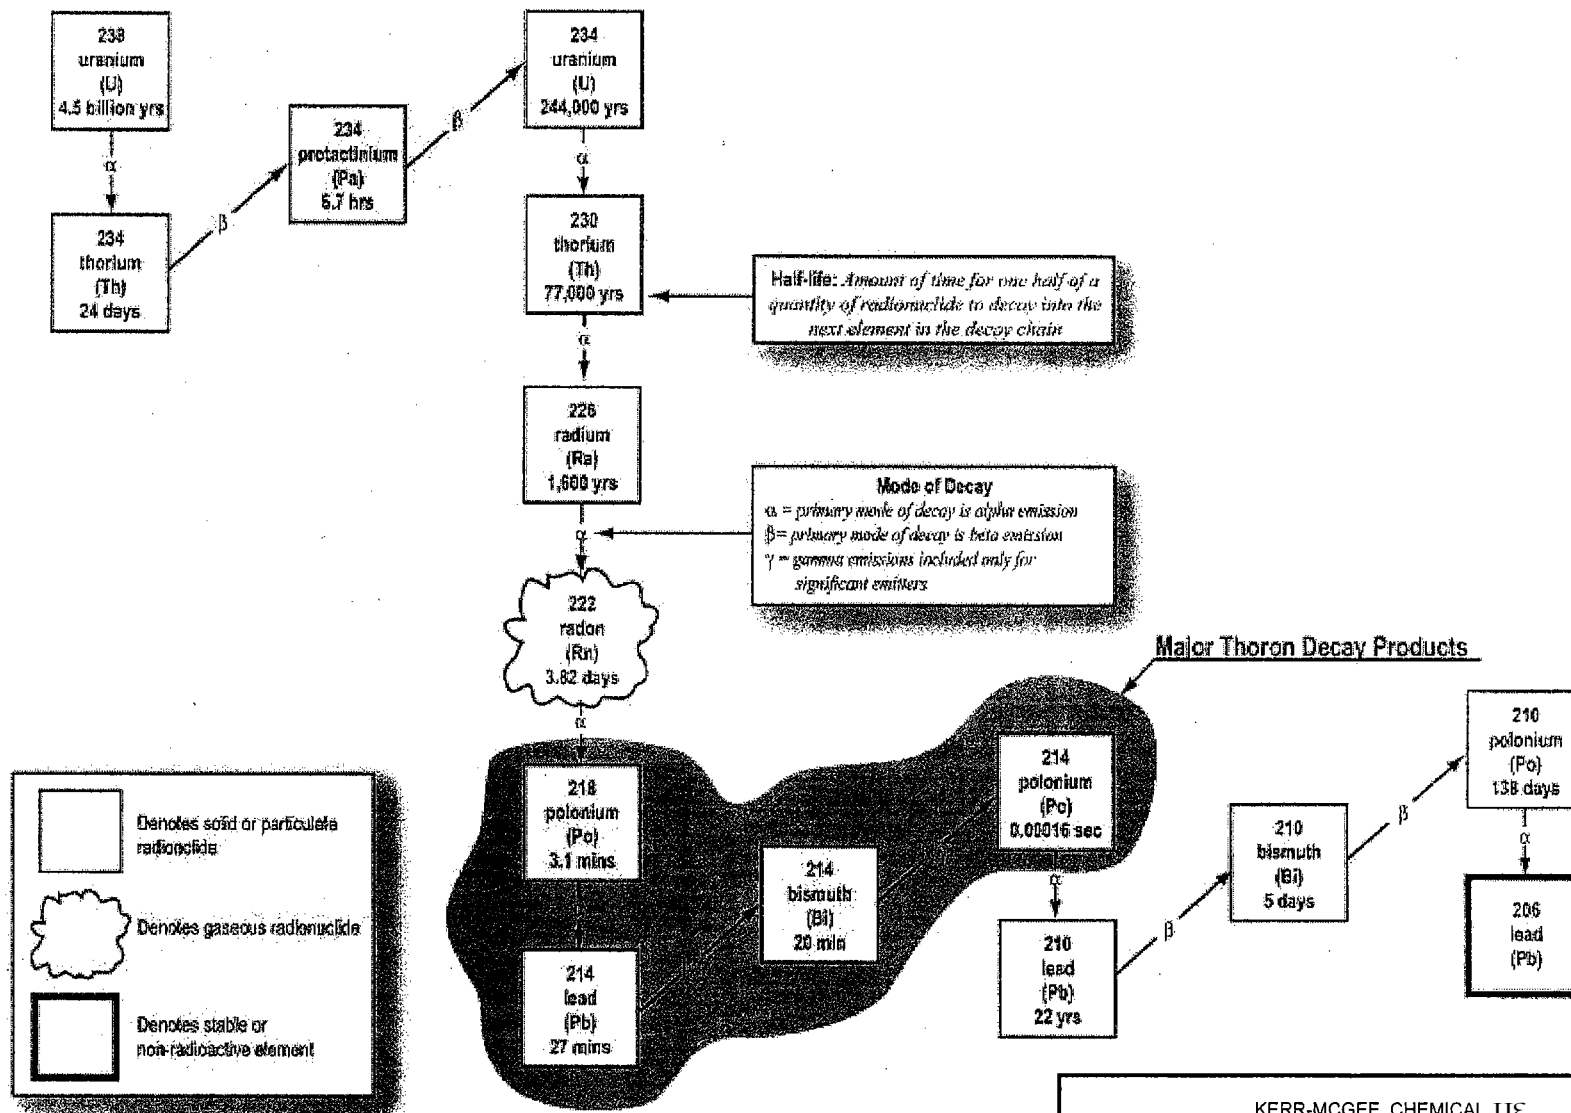 238
uranium
(U)
4.5 billion yrs
α
234
thorium
(Th)
24 days
β
234
protactinium
(Pa)
6.7 hrs
β
234
uranium
(U)
244,000 yrs
α
230
thorium
(Th)
77,000 yrs
Half-life: Amount of time for one half of a
quantity of radionuclide to decay into the
next element in the decay chain
α
226
radium
(Ra)
1,600 yrs
Mode of Decay
α = primary mode of decay is alpha emission
β= primary mode of decay is beta emission
γ = gamma emissions included only for
significant emitters
α
222
radon
(Rn)
3.82 days
α
Major Thoron Decay Products
218
polonium
(Po)
3.1 mins
214
lead
(Pb)
27 mins
214
bismuth
(Bi)
20 min
214
polonium
(Po)
0.00016 sec
α
210
lead
(Pb)
22 yrs
β
210
bismuth
(Bi)
5 days
β
210
polonium
(Po)
138 days
α
206
lead
(Pb)
Denotes solid or particulate
radionclide
Denotes gaseous radionuclide
Denotes stable or
non-radioactive element
KERR-MCGEE CHEMICAL